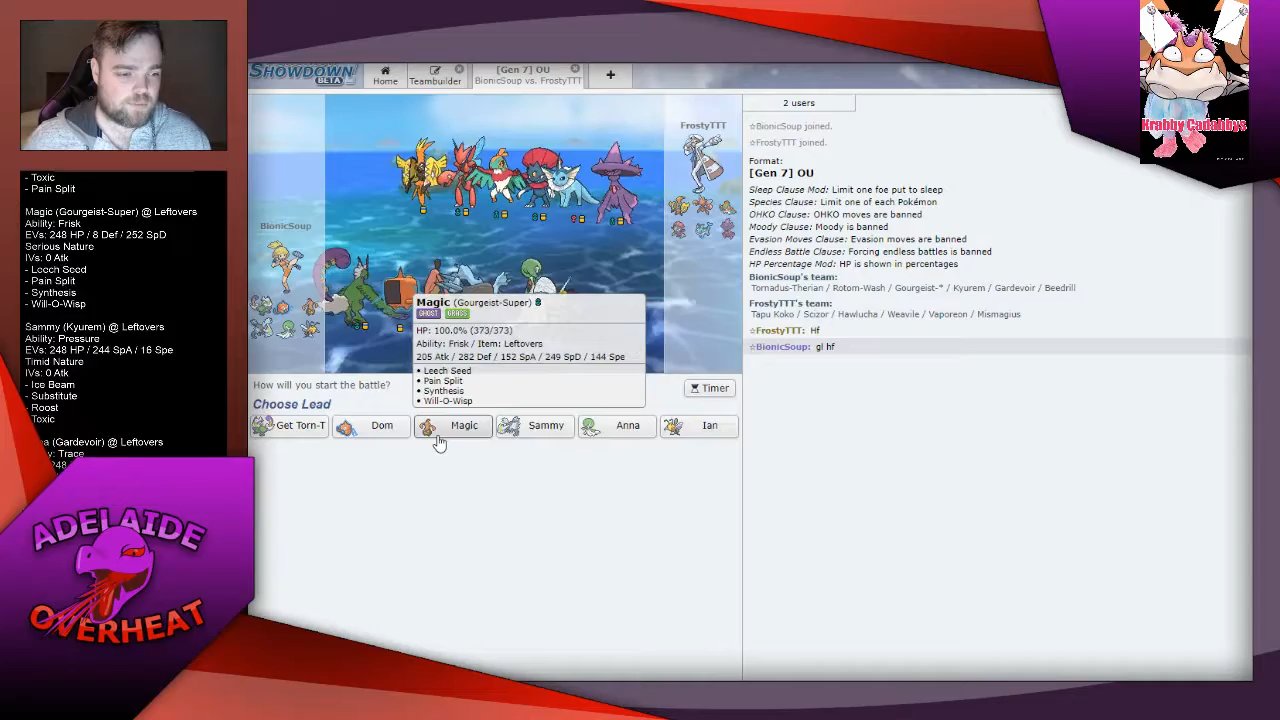 - Toxic
- Pain Split
Magic (Gourgeist-Super) @ Leftovers
Ability: Frisk
EVs: 248 HP / 8 Def / 252 SpD
Serious Nature
IVs: 0 Atk
- Leech Seed
- Pain Split
- Synthesis
- Will-O-Wisp
Sammy (Kyurem) @ Leftovers
Ability: Pressure
EVs: 248 HP / 244 SpA / 16 Spe
Timid Nature
- Ice Beam
- Substitute
- Roost
- Toxic
(Gardevoir) @ Leftovers
Trace
ADELAIDE
OVERHEAT
SHOWDOWN
BETA
Home
Teambuilder
[Gen 7] OU
BionicSoup vs. FrostyTTT
+
FrostyTTT
BionicSoup
Magic (Gourgeist-Super)
GHOST GRASS
HP: 100.0% (373/373)
Ability: Frisk / Item: Leftovers
205 Atk / 282 Def / 152 SpA / 249 SpD / 144 Spe
• Leech Seed
• Pain Split
• Synthesis
• Will-O-Wisp
How will you start the battle?
Timer
Choose Lead
Get Torn-T
Dom
Magic
Sammy
Anna
Ian
2 users
☆BionicSoup joined.
☆FrostyTTT joined.
Format:
[Gen 7] OU
Sleep Clause Mod: Limit one foe put to sleep
Species Clause: Limit one of each Pokémon
OHKO Clause: OHKO moves are banned
Moody Clause: Moody is banned
Evasion Moves Clause: Evasion moves are banned
Endless Battle Clause: Forcing endless battles is banned
HP Percentage Mod: HP is shown in percentages
BionicSoup's team:
Tornadus-Therian / Rotom-Wash / Gourgeist-* / Kyurem / Gardevoir / Beedrill
FrostyTTT's team:
Tapu Koko / Scizor / Hawlucha / Weavile / Vaporeon / Mismagius
☆FrostyTTT: Hf
☆BionicSoup: gl hf
Krabby Cadabbys